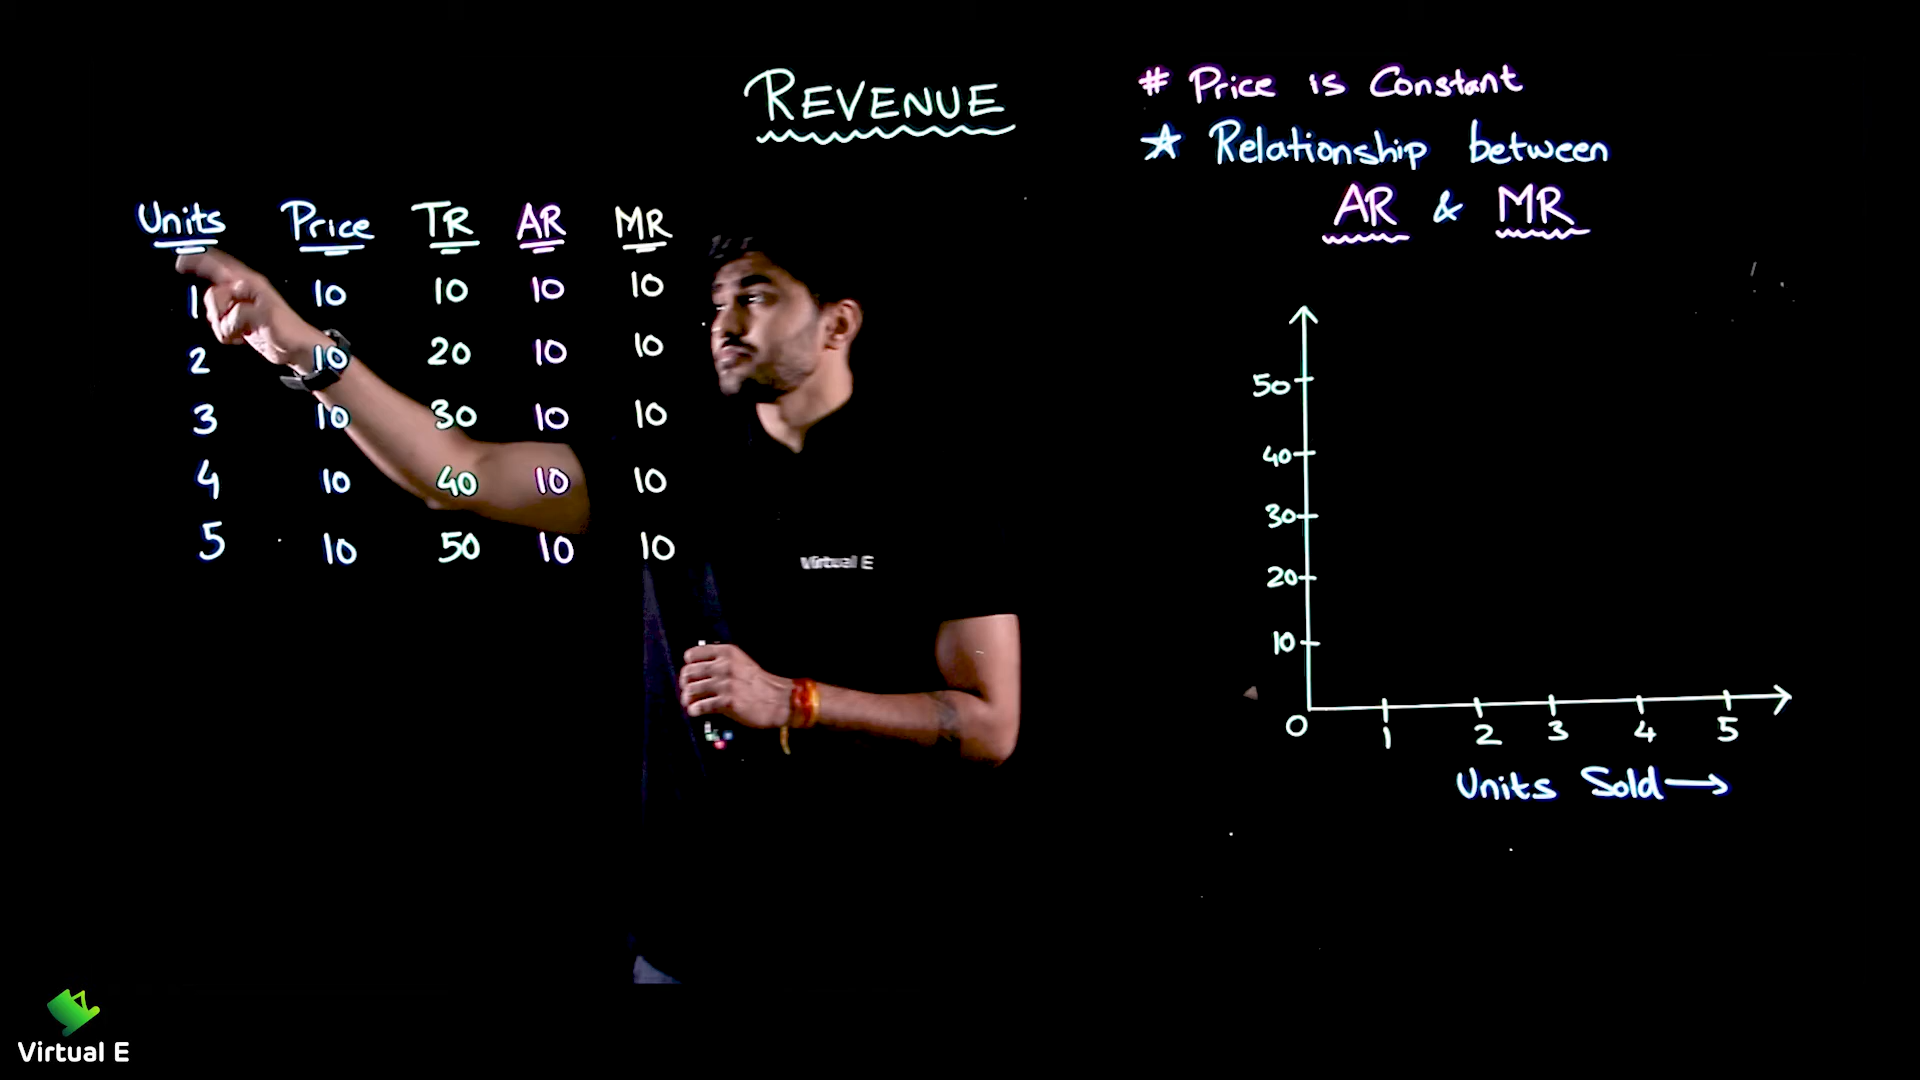 REVENUE
# Price is Constant
☆ Relationship between
AR & MR
Units Price TR AR MR
1 10 10 10 10
2 10 20 10 10
3 10 30 10 10
4 10 40 10 10
5 10 50 10 10
Virtual E
50
40
30
20
10
0 1 2 3 4 5
Units Sold →
Virtual E